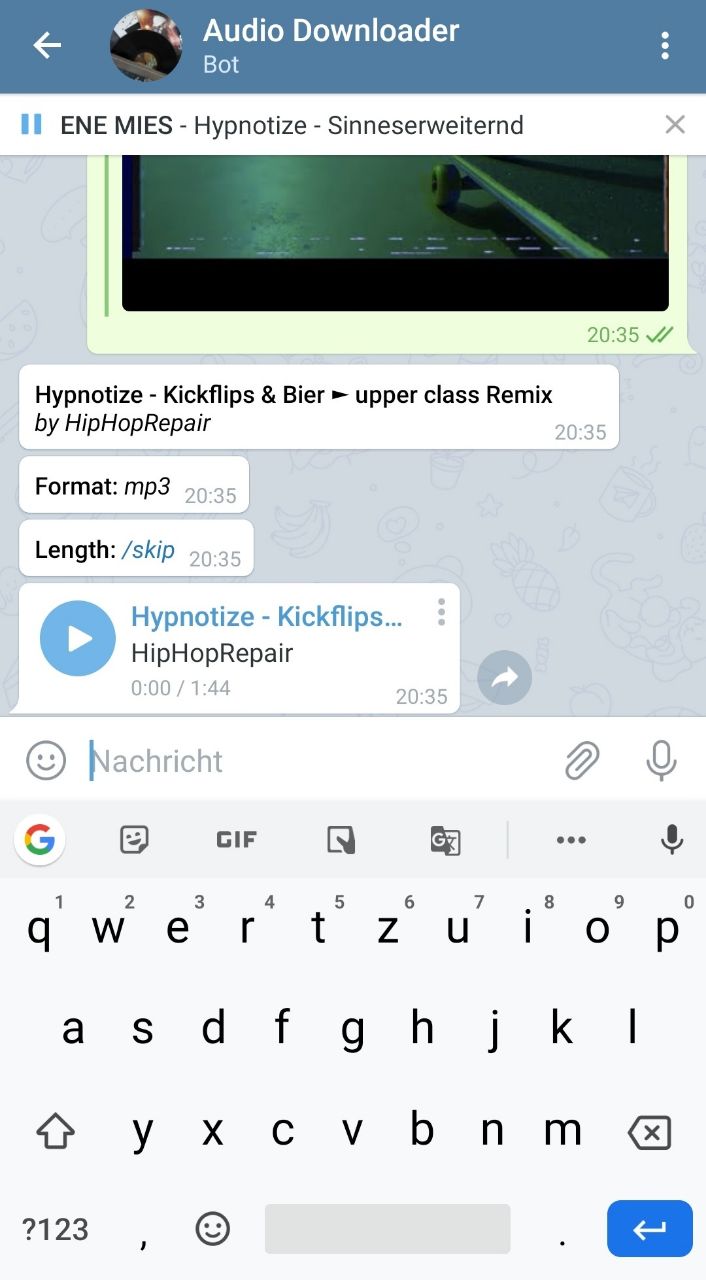 Audio Downloader
Bot
ENE MIES - Hypnotize - Sinneserweiternd
20:35
Hypnotize - Kickflips & Bier ► upper class Remix
by HipHopRepair
20:35
Format: mp3 20:35
Length: /skip 20:35
Hypnotize - Kickflips...
HipHopRepair
0:00 / 1:44
20:35
Nachricht
G GIF G
1 2 3 4 5 6 7 8 9 0
q w e r t z u i o p
a s d f g h j k l
y x c v b n m
?123 , .